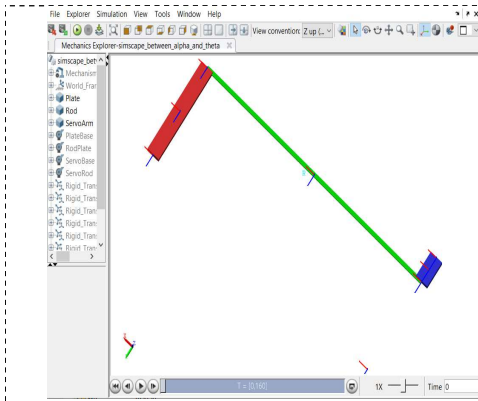 File Explorer Simulation View Tools Window Help
View convention: Z up (...
Mechanics Explorer-simscape_between_alpha_and_theta
simscape_bet
Mechanism
World_Fran
Plate
Rod
ServoArm
PlateBase
RodPlate
ServoBase
ServoRod
Rigid_Trans
Rigid_Trans
Rigid_Trans
Rigid_Trans
Rigid_Trans
Rigid_Trans
T = [0,160]
1X
Time 0